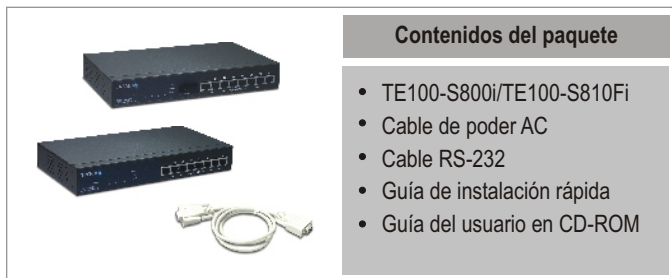 Contenidos del paquete
• TE100-S800i/TE100-S810Fi
• Cable de poder AC
• Cable RS-232
• Guía de instalación rápida
• Guía del usuario en CD-ROM